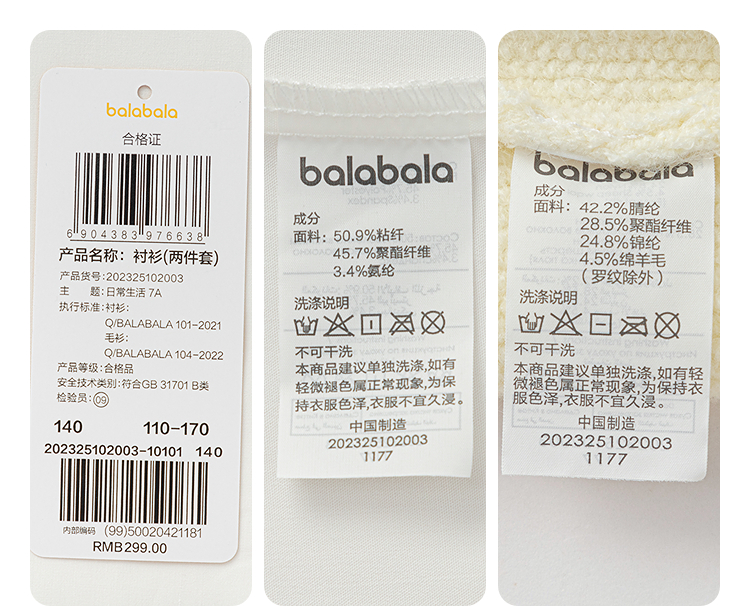 balabala
合格证
6 904383 976638
产品名称：衬衫(两件套)
产品货号：202325102003
主　　题：日常生活 7A
执行标准：衬衫：
Q/BALABALA 101-2021
毛衫：
Q/BALABALA 104-2022
产品等级：合格品
安全技术类别：符合GB 31701 B类
检验员：09
140 110-170
202325102003-10101 140
内部编码 (99)50020421181
RMB299.00
balabala
成分
面料：50.9%粘纤
45.7%聚酯纤维
3.4%氨纶
洗涤说明
不可干洗
本商品建议单独洗涤,如有
轻微褪色属正常现象,为保
持衣服色泽,衣服不宜久浸。
中国制造
202325102003
1177
balabala
成分
面料：42.2%腈纶
28.5%聚酯纤维
24.8%锦纶
4.5%绵羊毛
(罗纹除外)
洗涤说明
不可干洗
本商品建议单独洗涤,如有轻
微褪色属正常现象,为保持衣
服色泽,衣服不宜久浸。
中国制造
202325102003
1177